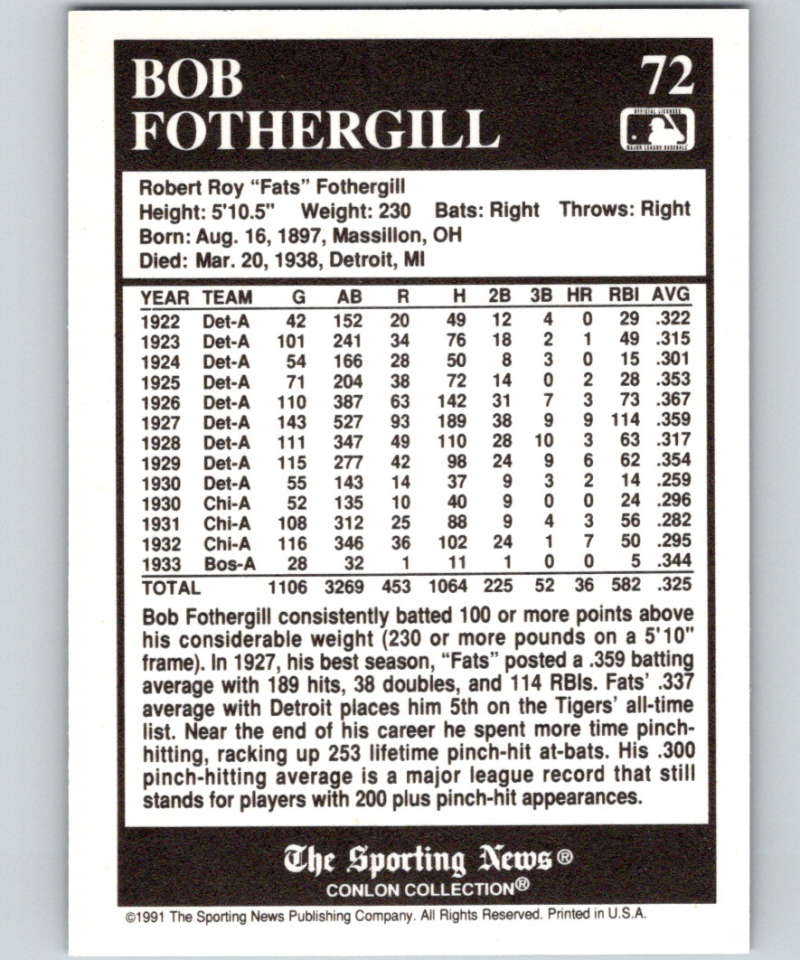 BOB
FOTHERGILL
72
OFFICIAL LICENSEE
MAJOR LEAGUE BASEBALL
Robert Roy "Fats" Fothergill
Height: 5'10.5" Weight: 230 Bats: Right Throws: Right
Born: Aug. 16, 1897, Massillon, OH
Died: Mar. 20, 1938, Detroit, MI
YEAR TEAM G AB R H 2B 3B HR RBI AVG
1922 Det-A 42 152 20 49 12 4 0 29 .322
1923 Det-A 101 241 34 76 18 2 1 49 .315
1924 Det-A 54 166 28 50 8 3 0 15 .301
1925 Det-A 71 204 38 72 14 0 2 28 .353
1926 Det-A 110 387 63 142 31 7 3 73 .367
1927 Det-A 143 527 93 189 38 9 9 114 .359
1928 Det-A 111 347 49 110 28 10 3 63 .317
1929 Det-A 115 277 42 98 24 9 6 62 .354
1930 Det-A 55 143 14 37 9 3 2 14 .259
1930 Chi-A 52 135 10 40 9 0 0 24 .296
1931 Chi-A 108 312 25 88 9 4 3 56 .282
1932 Chi-A 116 346 36 102 24 1 7 50 .295
1933 Bos-A 28 32 1 11 1 0 0 5 .344
TOTAL 1106 3269 453 1064 225 52 36 582 .325
Bob Fothergill consistently batted 100 or more points above
his considerable weight (230 or more pounds on a 5'10"
frame). In 1927, his best season, "Fats" posted a .359 batting
average with 189 hits, 38 doubles, and 114 RBIs. Fats' .337
average with Detroit places him 5th on the Tigers' all-time
list. Near the end of his career he spent more time pinch-
hitting, racking up 253 lifetime pinch-hit at-bats. His .300
pinch-hitting average is a major league record that still
stands for players with 200 plus pinch-hit appearances.
The Sporting News®
CONLON COLLECTION®
©1991 The Sporting News Publishing Company. All Rights Reserved. Printed in U.S.A.